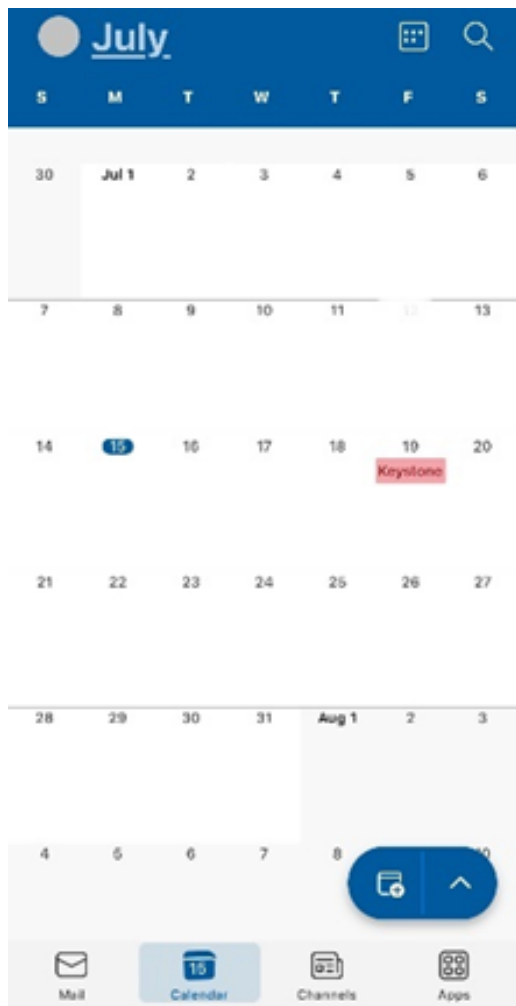 July
S M T W T F S
30 Jul 1 2 3 4 5 6
7 8 9 10 11 12 13
14 15 16 17 18 19 20
Keystone
21 22 23 24 25 26 27
28 29 30 31 Aug 1 2 3
4 5 6 7 8
15
Mail Calendar Channels Apps